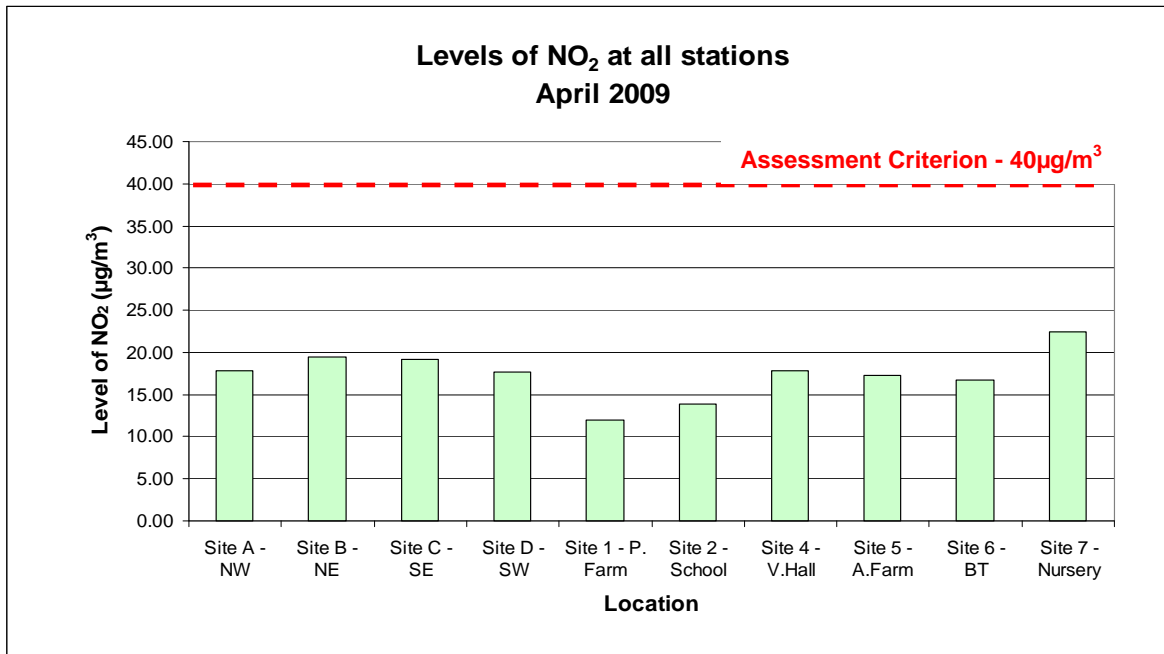 Levels of NO₂ at all stations
April 2009
Assessment Criterion - 40µg/m³
Level of NO₂ (µg/m³)
45.00
40.00
35.00
30.00
25.00
20.00
15.00
10.00
5.00
0.00
Site A - NW
Site B - NE
Site C - SE
Site D - SW
Site 1 - P. Farm
Site 2 - School
Site 4 - V.Hall
Site 5 - A.Farm
Site 6 - BT
Site 7 - Nursery
Location